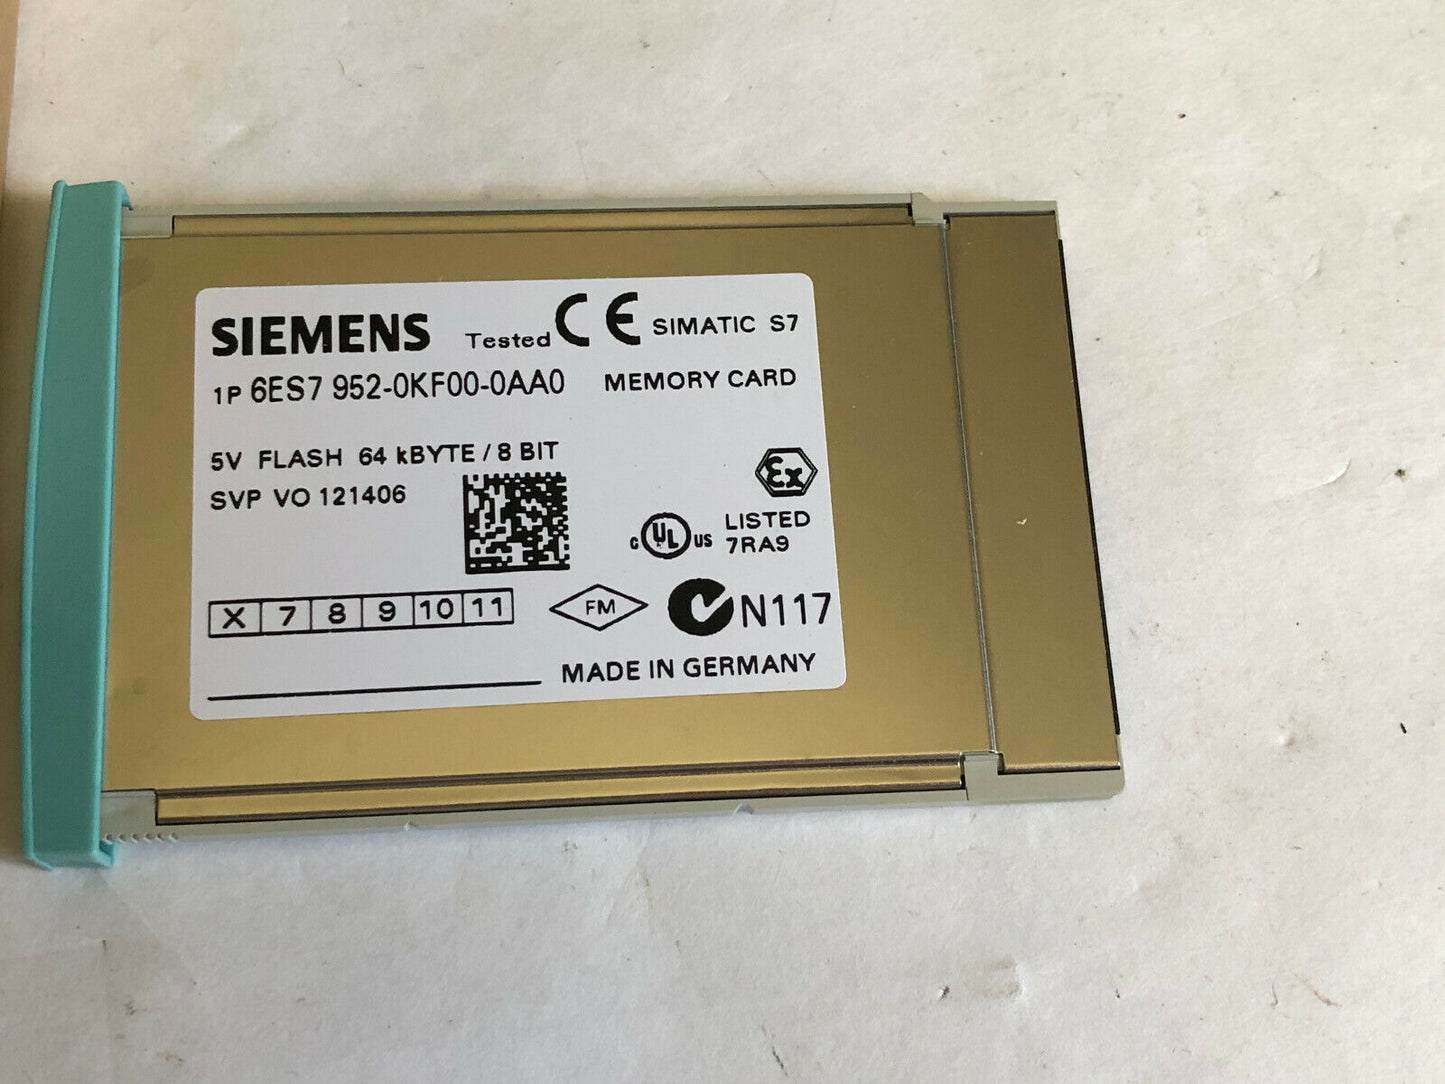 SIEMENS Tested CE SIMATIC S7
1P 6ES7 952-0KF00-0AA0 MEMORY CARD
5V FLASH 64 kBYTE / 8 BIT
SVP VO 121406
Ex
c UL US LISTED
7RA9
X 7 8 9 10 11
FM
N117
MADE IN GERMANY